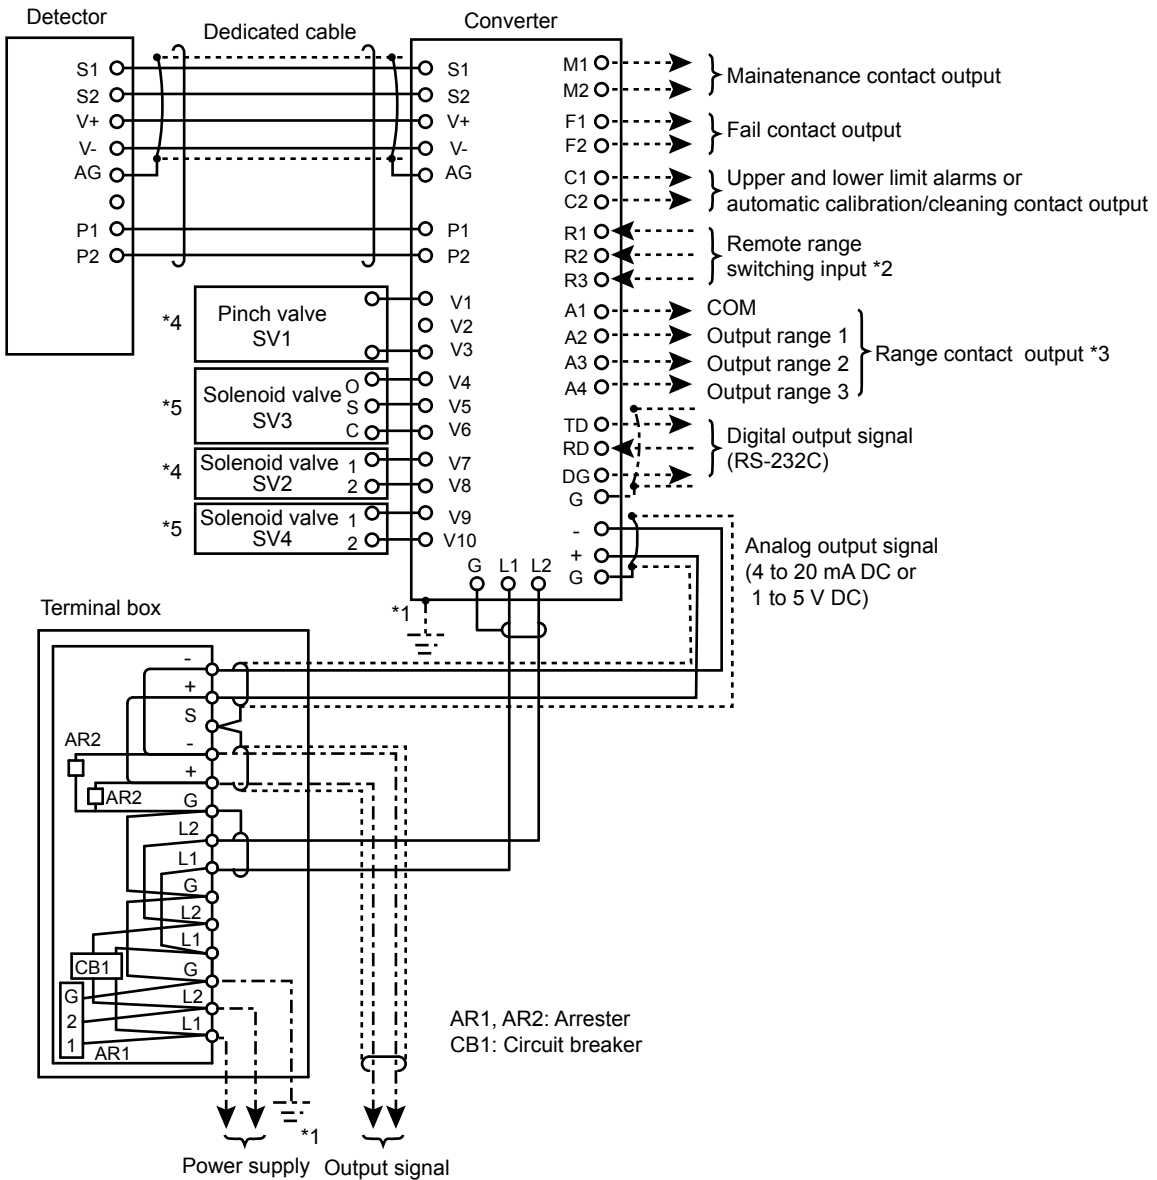 Detector
Dedicated cable
Converter
S1
S2
V+
V-
AG
P1
P2
S1
S2
V+
V-
AG
P1
P2
V1
V2
V3
V4
V5
V6
V7
V8
V9
V10
*4
Pinch valve
SV1
*5
Solenoid valve
SV3
O
S
C
*4
Solenoid valve
SV2
1
2
*5
Solenoid valve
SV4
1
2
M1
M2
Mainatenance contact output
F1
F2
Fail contact output
C1
C2
Upper and lower limit alarms or
automatic calibration/cleaning contact output
R1
R2
R3
Remote range
switching input *2
A1
A2
A3
A4
COM
Output range 1
Output range 2
Output range 3
Range contact output *3
TD
RD
DG
G
Digital output signal
(RS-232C)
-
+
G
Analog output signal
(4 to 20 mA DC or
1 to 5 V DC)
G L1 L2
*1
Terminal box
-
+
S
-
+
G
L2
L1
G
L2
L1
G
L2
L1
AR2
AR2
CB1
G
2
1
AR1
AR1, AR2: Arrester
CB1: Circuit breaker
*1
Power supply
Output signal